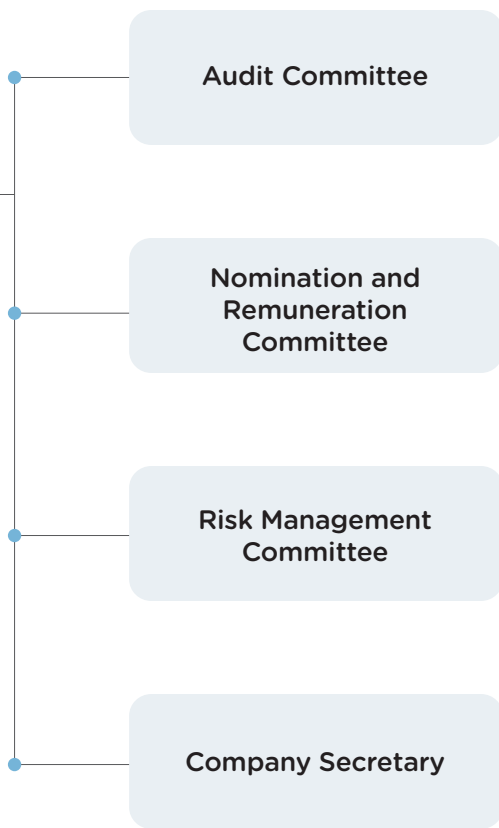 Audit Committee
Nomination and
Remuneration
Committee
Risk Management
Committee
Company Secretary